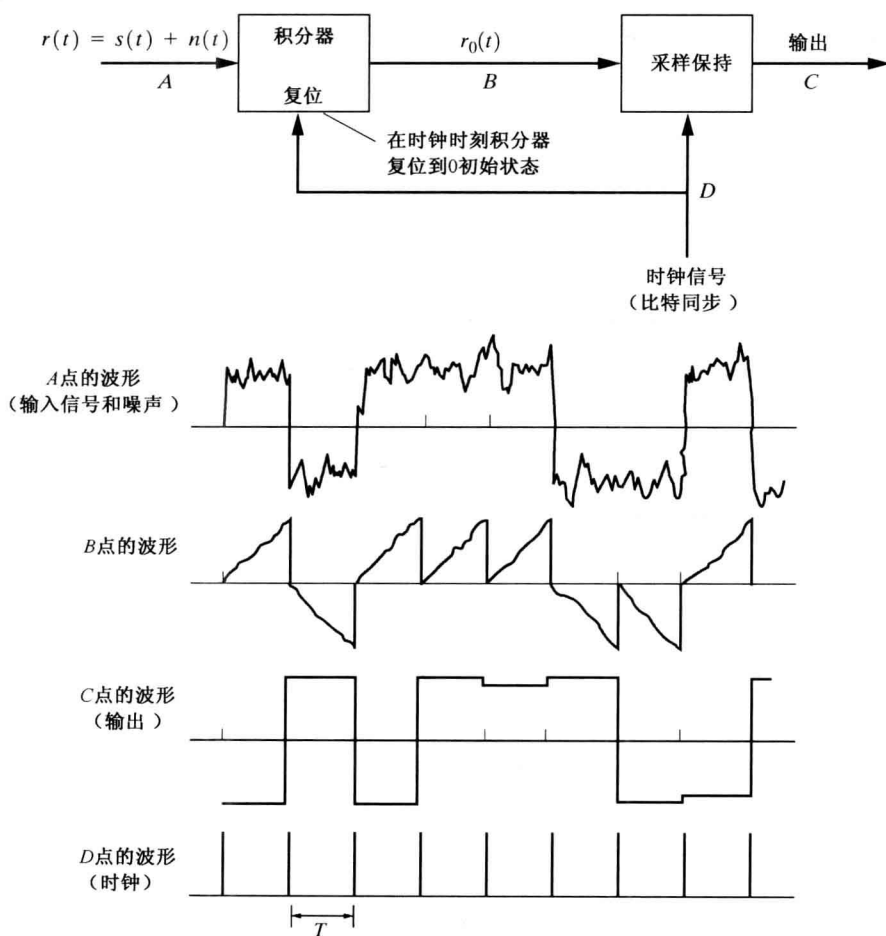 r(t) = s(t) + n(t)
A
积分器
复位
r₀(t)
B
采样保持
输出
C
在时钟时刻积分器
复位到0初始状态
D
时钟信号
（比特同步）
A点的波形
（输入信号和噪声）
B点的波形
C点的波形
（输出）
D点的波形
（时钟）
T